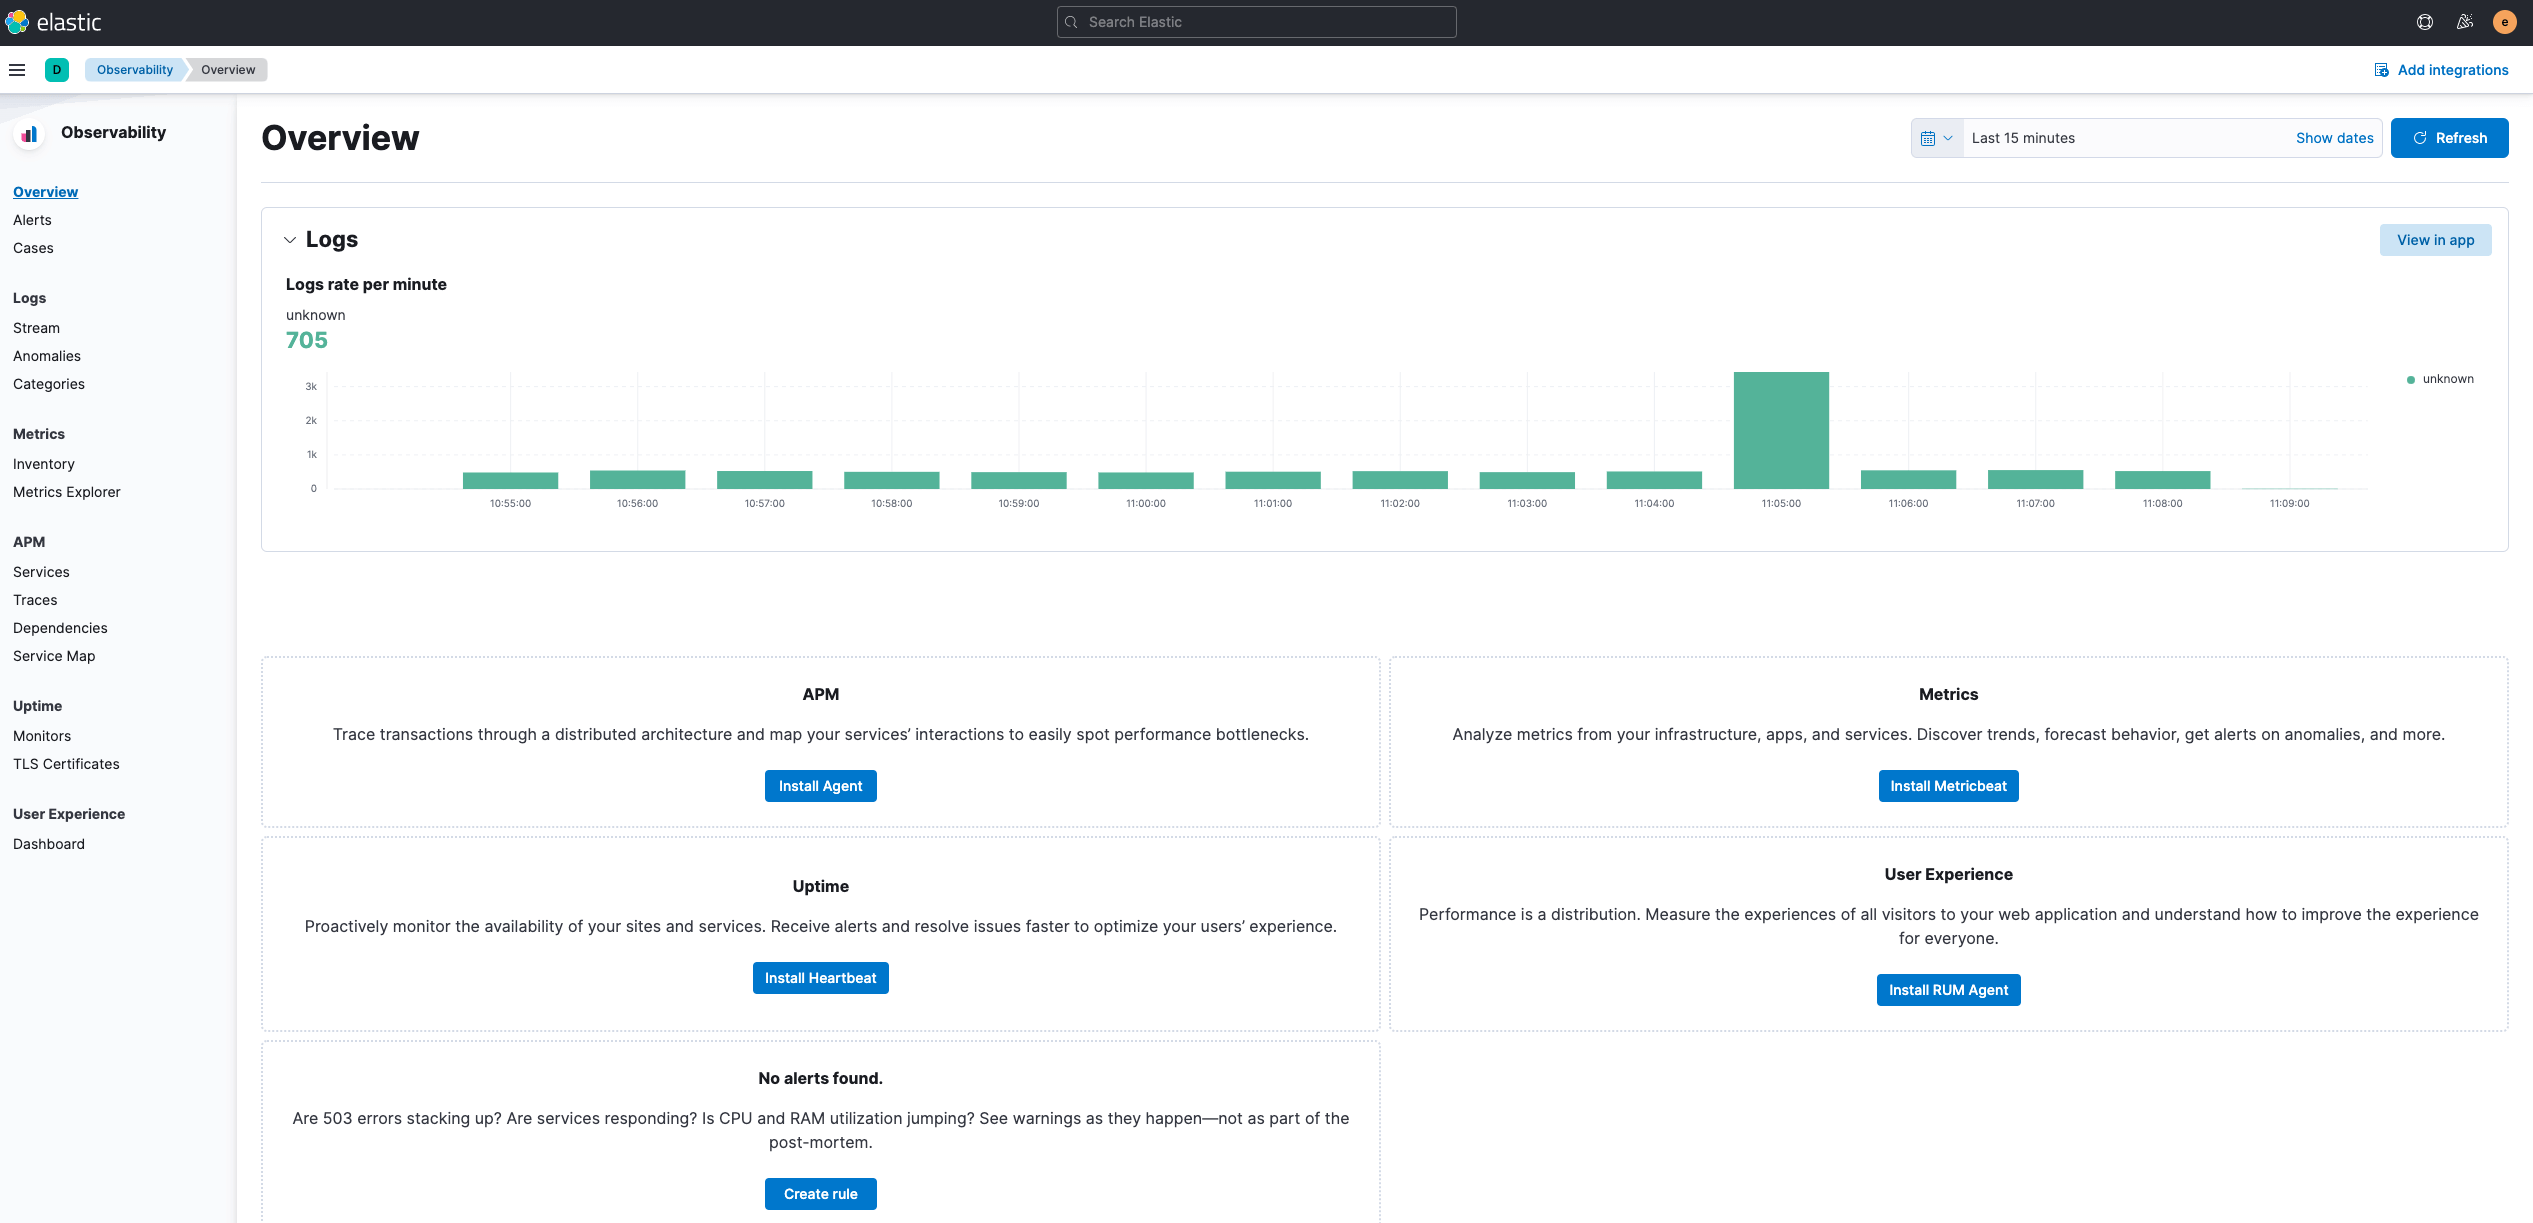 elastic
Search Elastic
e
D
Observability
Overview
Add integrations
Observability
Overview
Alerts
Cases
Logs
Stream
Anomalies
Categories
Metrics
Inventory
Metrics Explorer
APM
Services
Traces
Dependencies
Service Map
Uptime
Monitors
TLS Certificates
User Experience
Dashboard
Overview
Last 15 minutes
Show dates
Refresh
Logs
View in app
Logs rate per minute
unknown
705
3k
2k
1k
0
10:55:00
10:56:00
10:57:00
10:58:00
10:59:00
11:00:00
11:01:00
11:02:00
11:03:00
11:04:00
11:05:00
11:06:00
11:07:00
11:08:00
11:09:00
unknown
APM
Trace transactions through a distributed architecture and map your services’ interactions to easily spot performance bottlenecks.
Install Agent
Metrics
Analyze metrics from your infrastructure, apps, and services. Discover trends, forecast behavior, get alerts on anomalies, and more.
Install Metricbeat
Uptime
Proactively monitor the availability of your sites and services. Receive alerts and resolve issues faster to optimize your users’ experience.
Install Heartbeat
User Experience
Performance is a distribution. Measure the experiences of all visitors to your web application and understand how to improve the experience
for everyone.
Install RUM Agent
No alerts found.
Are 503 errors stacking up? Are services responding? Is CPU and RAM utilization jumping? See warnings as they happen—not as part of the
post-mortem.
Create rule